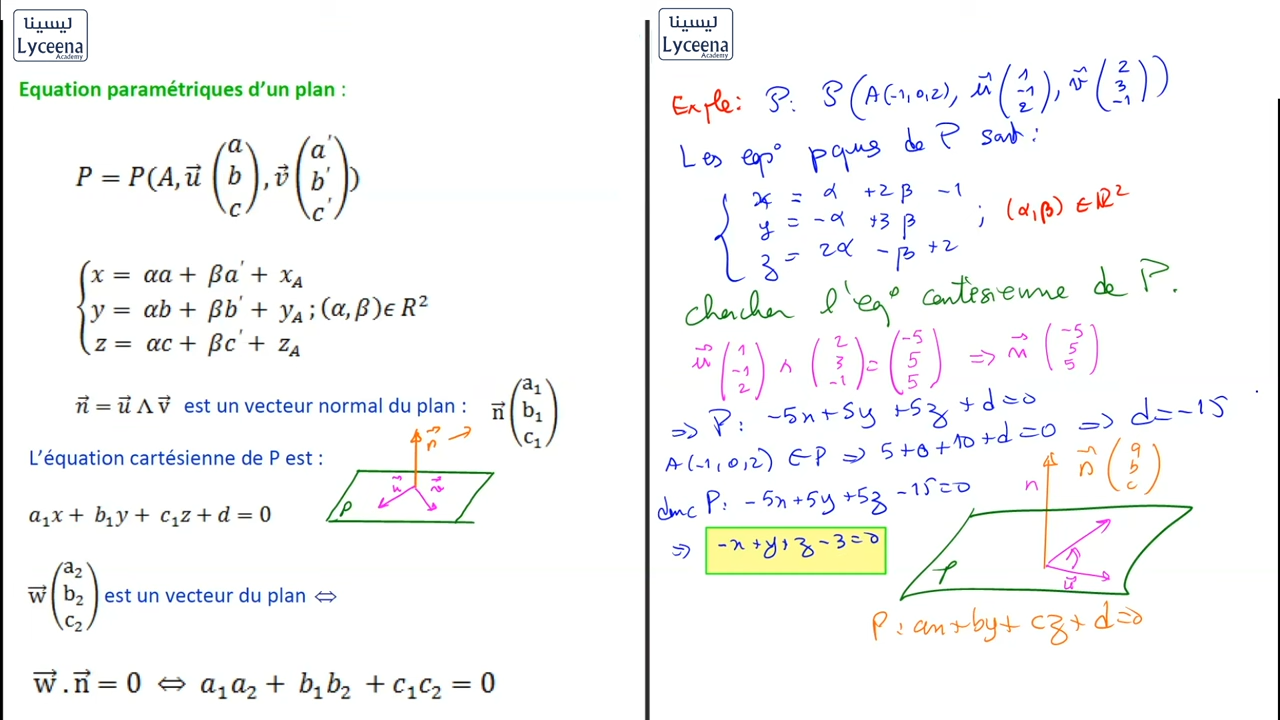 ليسينا
Lyceena
Academy
Equation paramétriques d'un plan :
P = P(A, u⃗ (a b c), v⃗ (a' b' c'))
x = αa + βa' + x_A
y = αb + βb' + y_A ; (α, β) ϵ R²
z = αc + βc' + z_A
n⃗ = u⃗ Λ v⃗ est un vecteur normal du plan : n⃗ (a₁ b₁ c₁)
L'équation cartésienne de P est :
n⃗
u⃗ v⃗
P
a₁x + b₁y + c₁z + d = 0
w⃗ (a₂ b₂ c₂) est un vecteur du plan ⇔
w⃗ . n⃗ = 0 ⇔ a₁a₂ + b₁b₂ + c₁c₂ = 0
ليسينا
Lyceena
Academy
Exple: P: P(A(-1,0,2), u⃗ (1 -1 2), v⃗ (2 3 -1))
Les eqº pques de P sont :
x = α +2β -1
y = -α +3β ; (α,β) ∈ ℝ²
z = 2α -β +2
chercher l'eqº cartésienne de P.
u⃗ (1 -1 2) ∧ (2 3 -1) = (-5 5 5) ⇒ n⃗ (-5 5 5)
⇒ P: -5x+5y+5z+d=0
A(-1,0,2) ∈ P ⇒ 5+0+10+d=0 ⇒ d=-15
donc P: -5x+5y+5z-15=0
⇒ -x+y+z-3=0
n n⃗ (a b c)
P u⃗
P: ax+by+cz+d=0